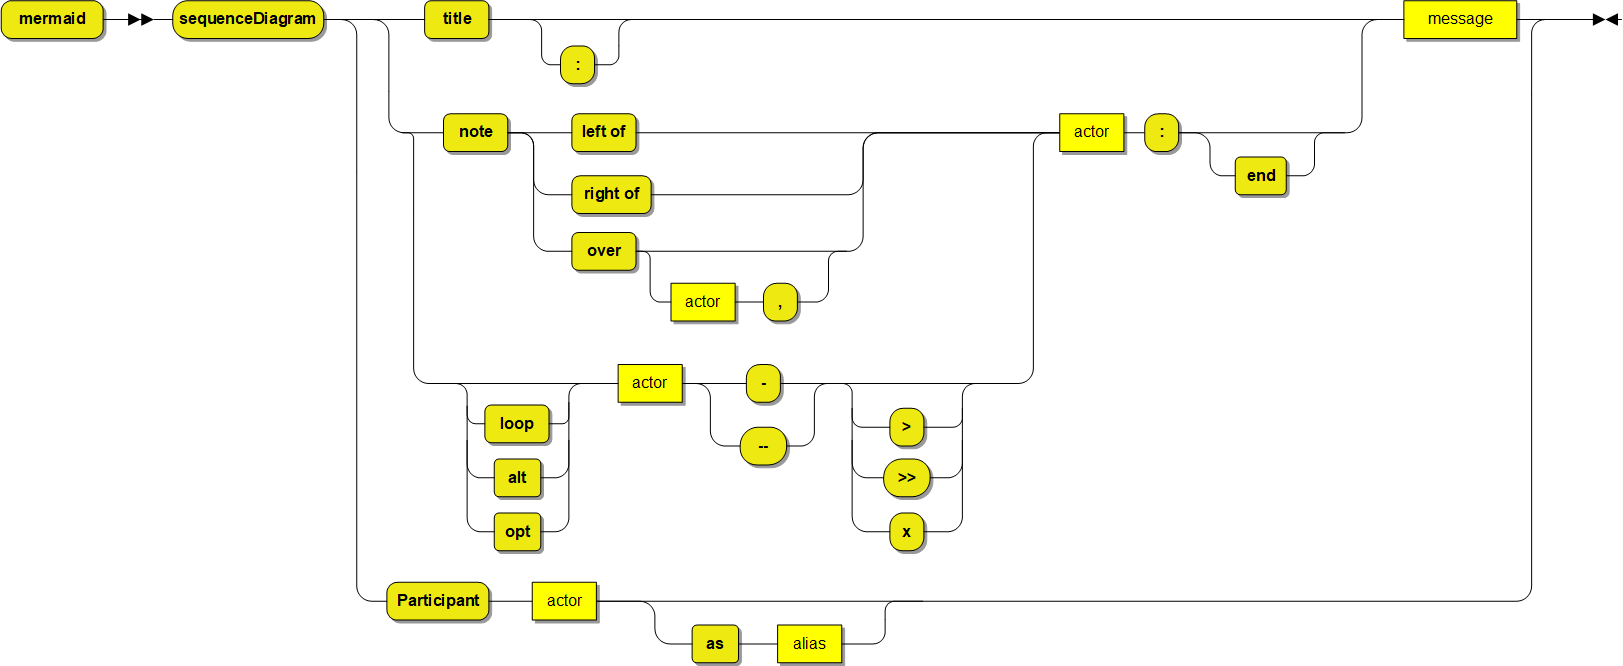 mermaid sequenceDiagram title message
:
note left of actor :
right of end
over
actor ,
actor -
loop >
--
alt >>
opt x
Participant actor
as alias